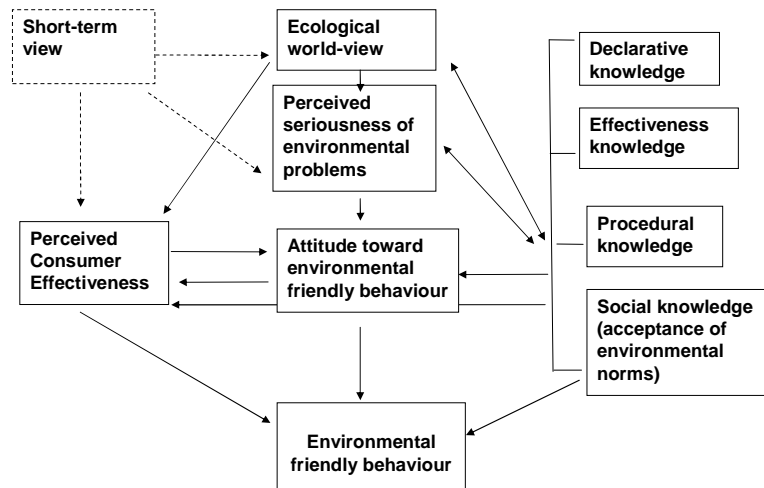 Short-term
view
Ecological
world-view
Declarative
knowledge
Perceived
seriousness of
environmental
problems
Effectiveness
knowledge
Procedural
knowledge
Perceived
Consumer
Effectiveness
Attitude toward
environmental
friendly behaviour
Social knowledge
(acceptance of
environmental
norms)
Environmental
friendly behaviour